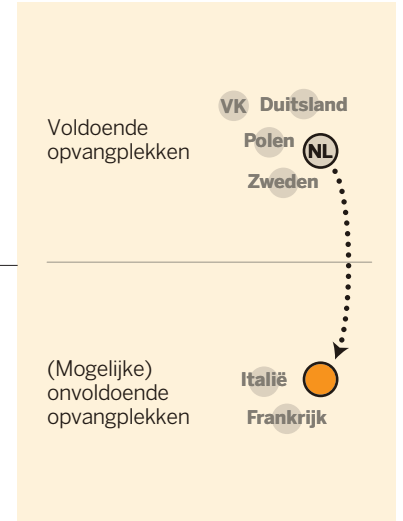 VK Duitsland
Voldoende
opvangplekken
Polen
NL
Zweden
(Mogelijke)
onvoldoende
opvangplekken
Italië
Frankrijk